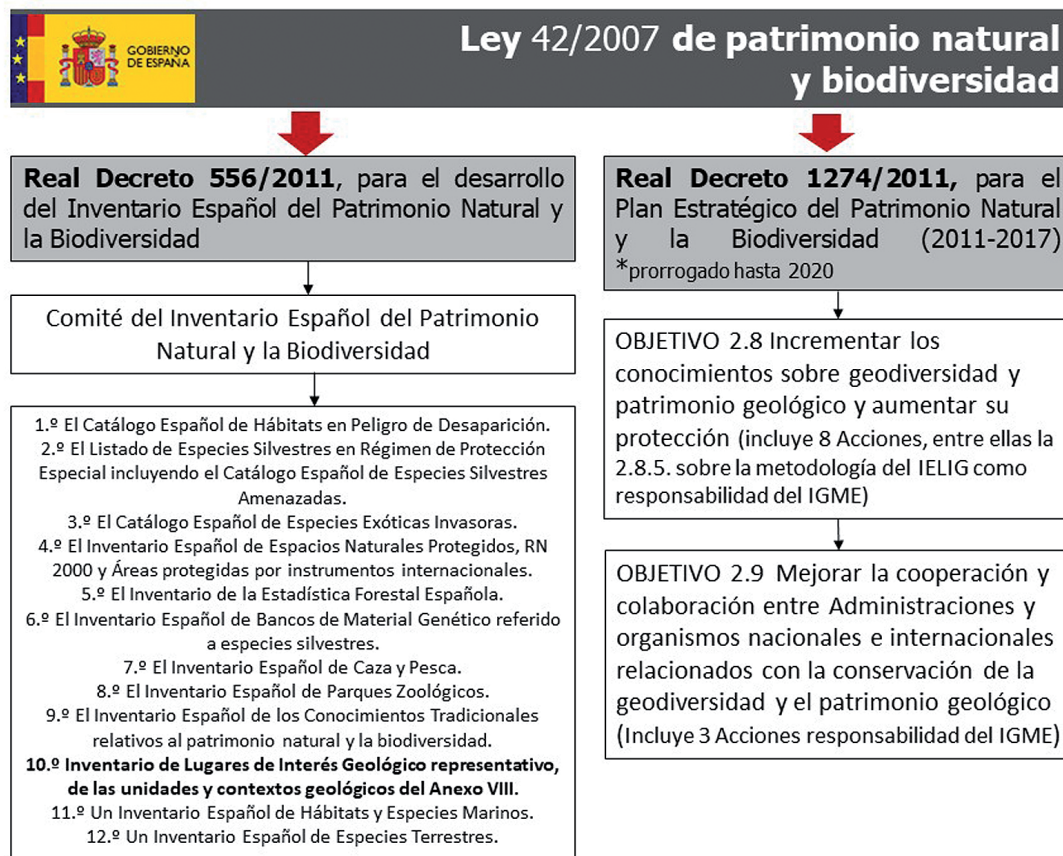 GOBIERNO
DE ESPAÑA
Ley 42/2007 de patrimonio natural
y biodiversidad
Real Decreto 556/2011, para el desarrollo
del Inventario Español del Patrimonio Natural y
la Biodiversidad
Comité del Inventario Español del Patrimonio
Natural y la Biodiversidad
1.º El Catálogo Español de Hábitats en Peligro de Desaparición.
2.º El Listado de Especies Silvestres en Régimen de Protección
Especial incluyendo el Catálogo Español de Especies Silvestres
Amenazadas.
3.º El Catálogo Español de Especies Exóticas Invasoras.
4.º El Inventario Español de Espacios Naturales Protegidos, RN
2000 y Áreas protegidas por instrumentos internacionales.
5.º El Inventario de la Estadística Forestal Española.
6.º El Inventario Español de Bancos de Material Genético referido
a especies silvestres.
7.º El Inventario Español de Caza y Pesca.
8.º El Inventario Español de Parques Zoológicos.
9.º El Inventario Español de los Conocimientos Tradicionales
relativos al patrimonio natural y la biodiversidad.
10.º Inventario de Lugares de Interés Geológico representativo,
de las unidades y contextos geológicos del Anexo VIII.
11.º Un Inventario Español de Hábitats y Especies Marinos.
12.º Un Inventario Español de Especies Terrestres.
Real Decreto 1274/2011, para el
Plan Estratégico del Patrimonio Natural
y la Biodiversidad (2011-2017)
*prorrogado hasta 2020
OBJETIVO 2.8 Incrementar los
conocimientos sobre geodiversidad y
patrimonio geológico y aumentar su
protección (incluye 8 Acciones, entre ellas la
2.8.5. sobre la metodología del IELIG como
responsabilidad del IGME)
OBJETIVO 2.9 Mejorar la cooperación y
colaboración entre Administraciones y
organismos nacionales e internacionales
relacionados con la conservación de la
geodiversidad y el patrimonio geológico
(Incluye 3 Acciones responsabilidad del IGME)